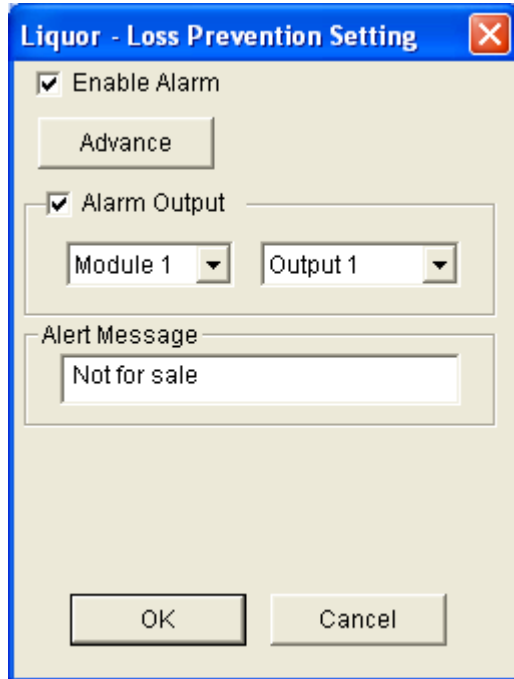 Liquor - Loss Prevention Setting
Enable Alarm
Advance
Alarm Output
Module 1 Output 1
Alert Message
Not for sale
OK Cancel